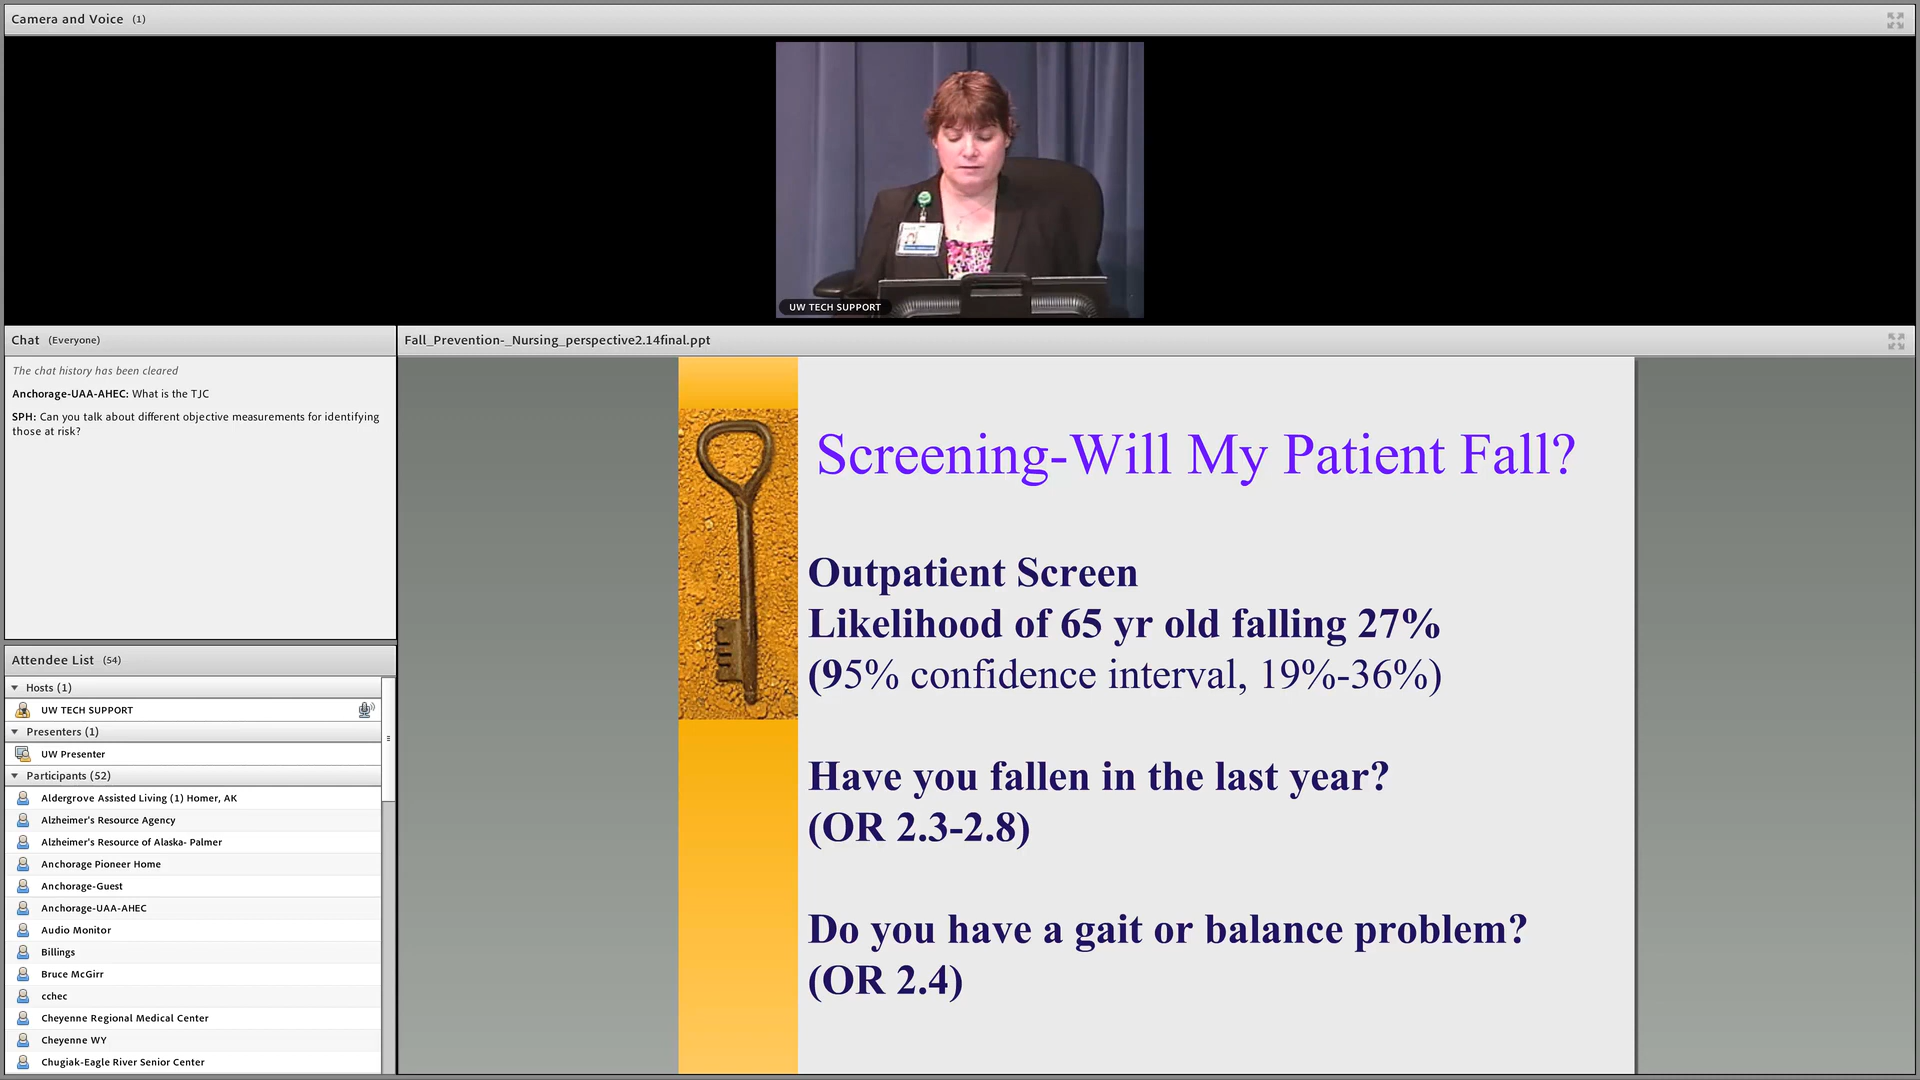 Camera and Voice (1)
UW TECH SUPPORT
Chat (Everyone)
The chat history has been cleared
Anchorage-UAA-AHEC: What is the TJC
SPH: Can you talk about different objective measurements for identifying
those at risk?
Attendee List (54)
Hosts (1)
UW TECH SUPPORT
Presenters (1)
UW Presenter
Participants (52)
Aldergrove Assisted Living (1) Homer, AK
Alzheimer's Resource Agency
Alzheimer's Resource of Alaska- Palmer
Anchorage Pioneer Home
Anchorage-Guest
Anchorage-UAA-AHEC
Audio Monitor
Billings
Bruce McGirr
cchec
Cheyenne Regional Medical Center
Cheyenne WY
Chugiak-Eagle River Senior Center
Fall_Prevention-_Nursing_perspective2.14final.ppt
Screening-Will My Patient Fall?
Outpatient Screen
Likelihood of 65 yr old falling 27%
(95% confidence interval, 19%-36%)
Have you fallen in the last year?
(OR 2.3-2.8)
Do you have a gait or balance problem?
(OR 2.4)